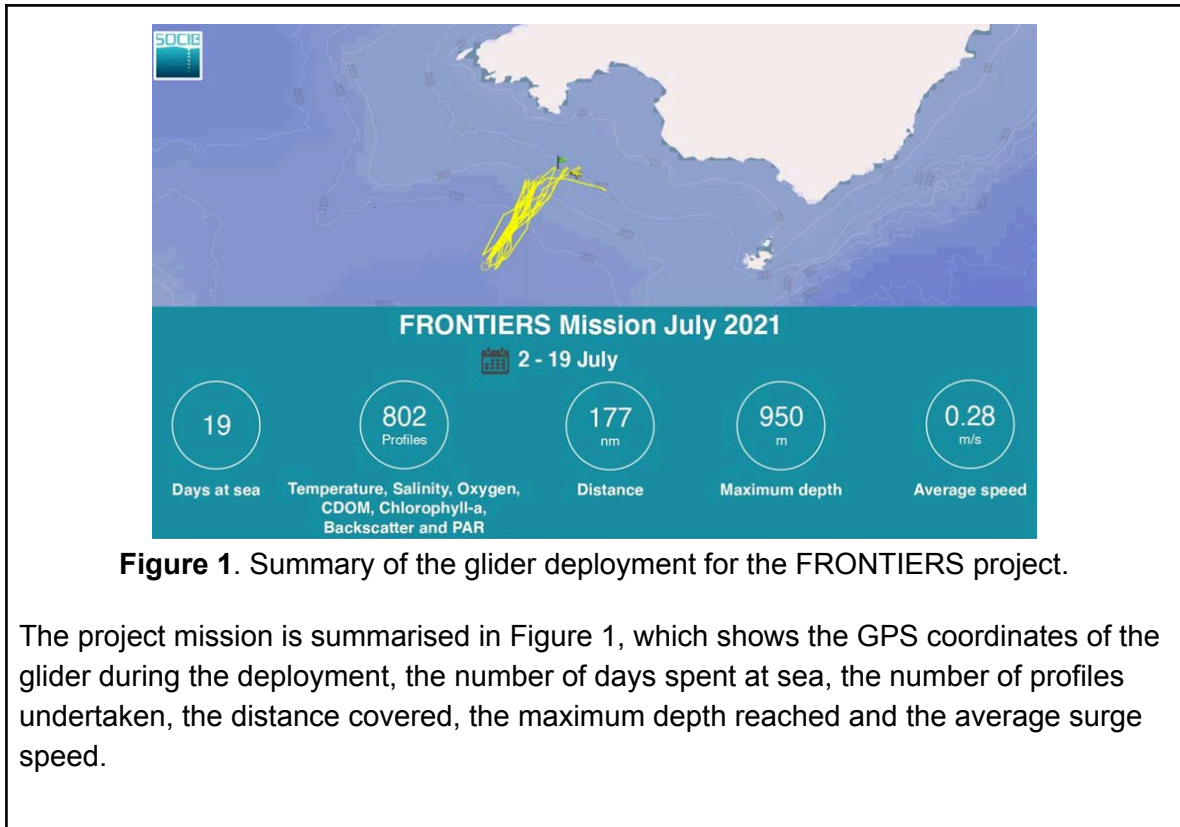 SOCIB
FRONTIERS Mission July 2021
2 - 19 July
19
Days at sea
802
Profiles
Temperature, Salinity, Oxygen,
CDOM, Chlorophyll-a,
Backscatter and PAR
177
nm
Distance
950
m
Maximum depth
0.28
m/s
Average speed
Figure 1. Summary of the glider deployment for the FRONTIERS project.
The project mission is summarised in Figure 1, which shows the GPS coordinates of the
glider during the deployment, the number of days spent at sea, the number of profiles
undertaken, the distance covered, the maximum depth reached and the average surge
speed.